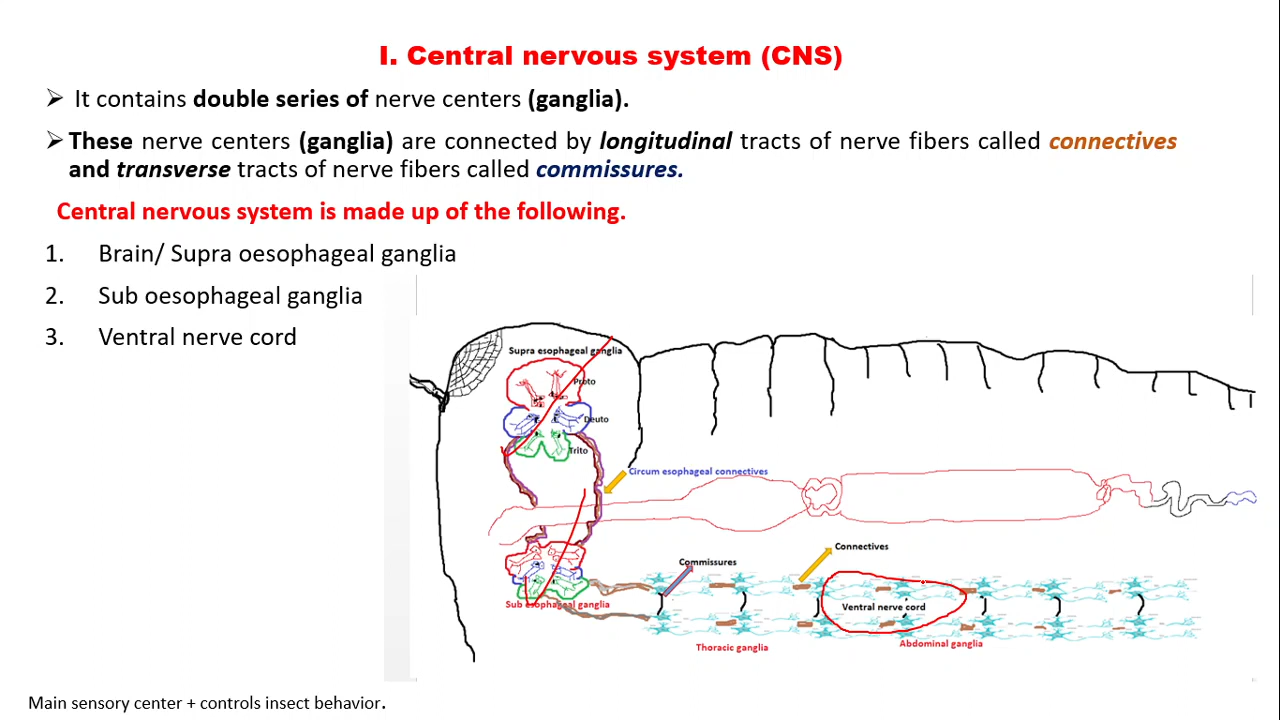 I. Central nervous system (CNS)
➢ It contains double series of nerve centers (ganglia).
➢ These nerve centers (ganglia) are connected by longitudinal tracts of nerve fibers called connectives
and transverse tracts of nerve fibers called commissures.
Central nervous system is made up of the following.
1. Brain/ Supra oesophageal ganglia
2. Sub oesophageal ganglia
3. Ventral nerve cord
Supra esophageal ganglia
Proto
Deuto
Trito
Circum esophageal connectives
Connectives
Commissures
Sub esophageal ganglia
Ventral nerve cord
Thoracic ganglia
Abdominal ganglia
Main sensory center + controls insect behavior.